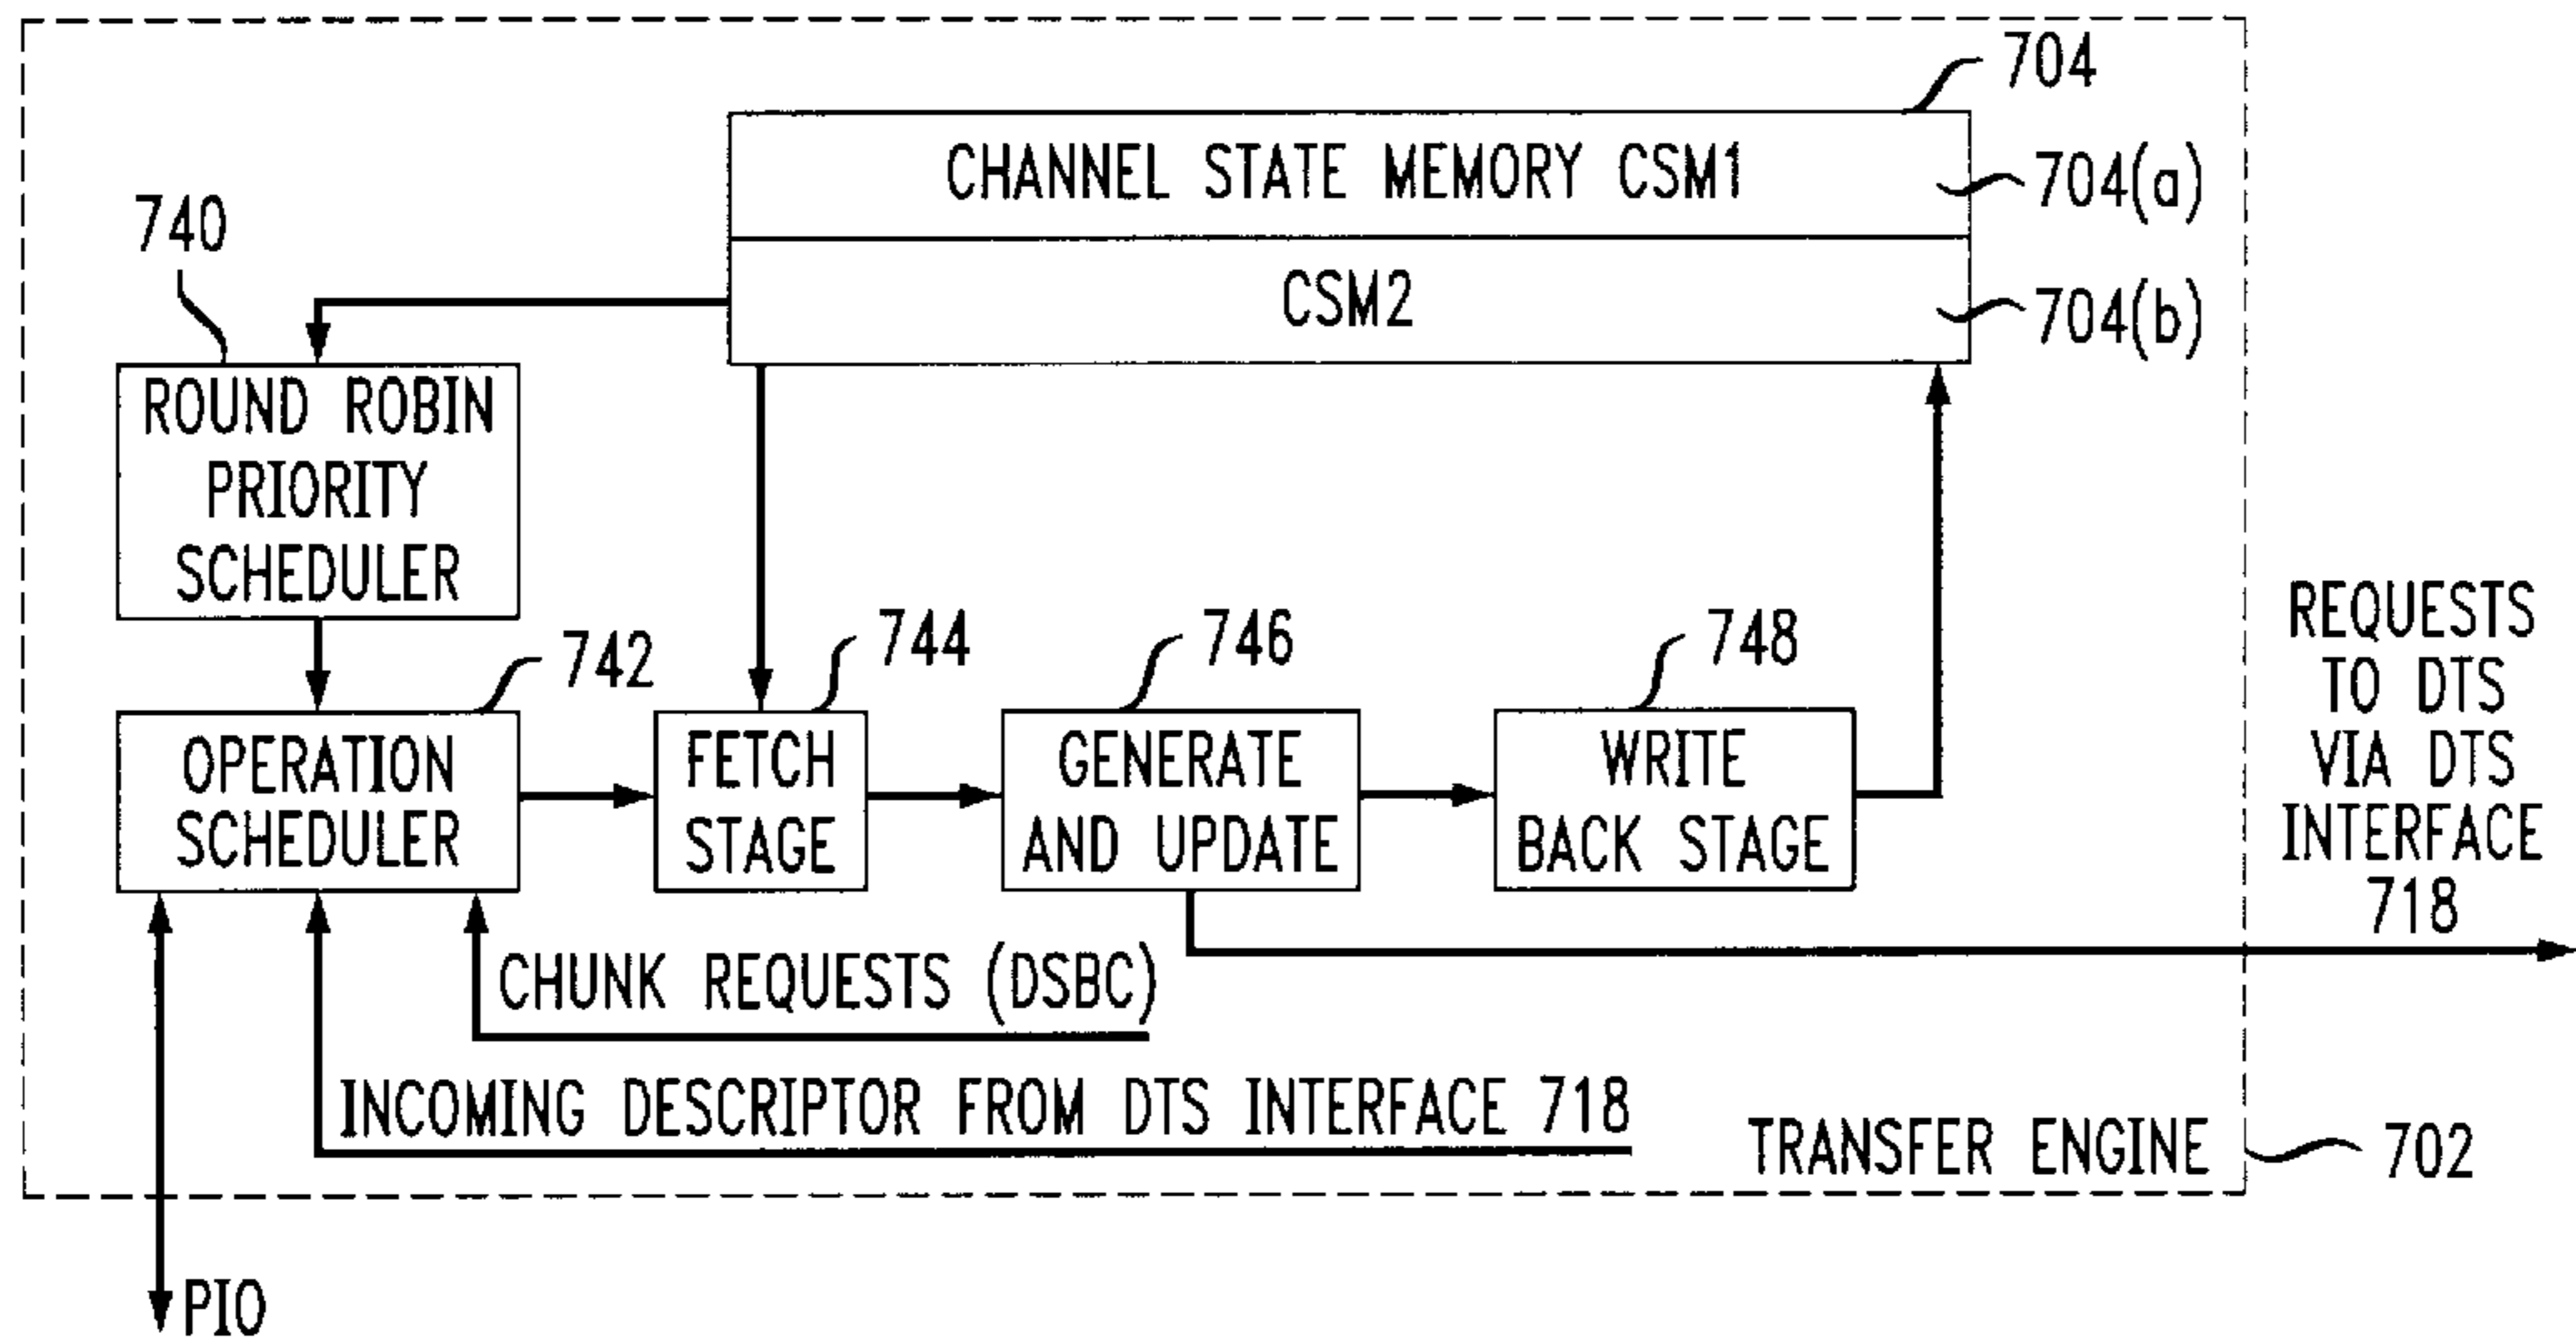 704
CHANNEL STATE MEMORY CSM1
704(a)
740
CSM2
704(b)
ROUND ROBIN
PRIORITY
SCHEDULER
742
744
746
748
OPERATION
SCHEDULER
FETCH
STAGE
GENERATE
AND UPDATE
WRITE
BACK STAGE
REQUESTS
TO DTS
VIA DTS
INTERFACE
718
CHUNK REQUESTS (DSBC)
INCOMING DESCRIPTOR FROM DTS INTERFACE 718
TRANSFER ENGINE
702
PIO